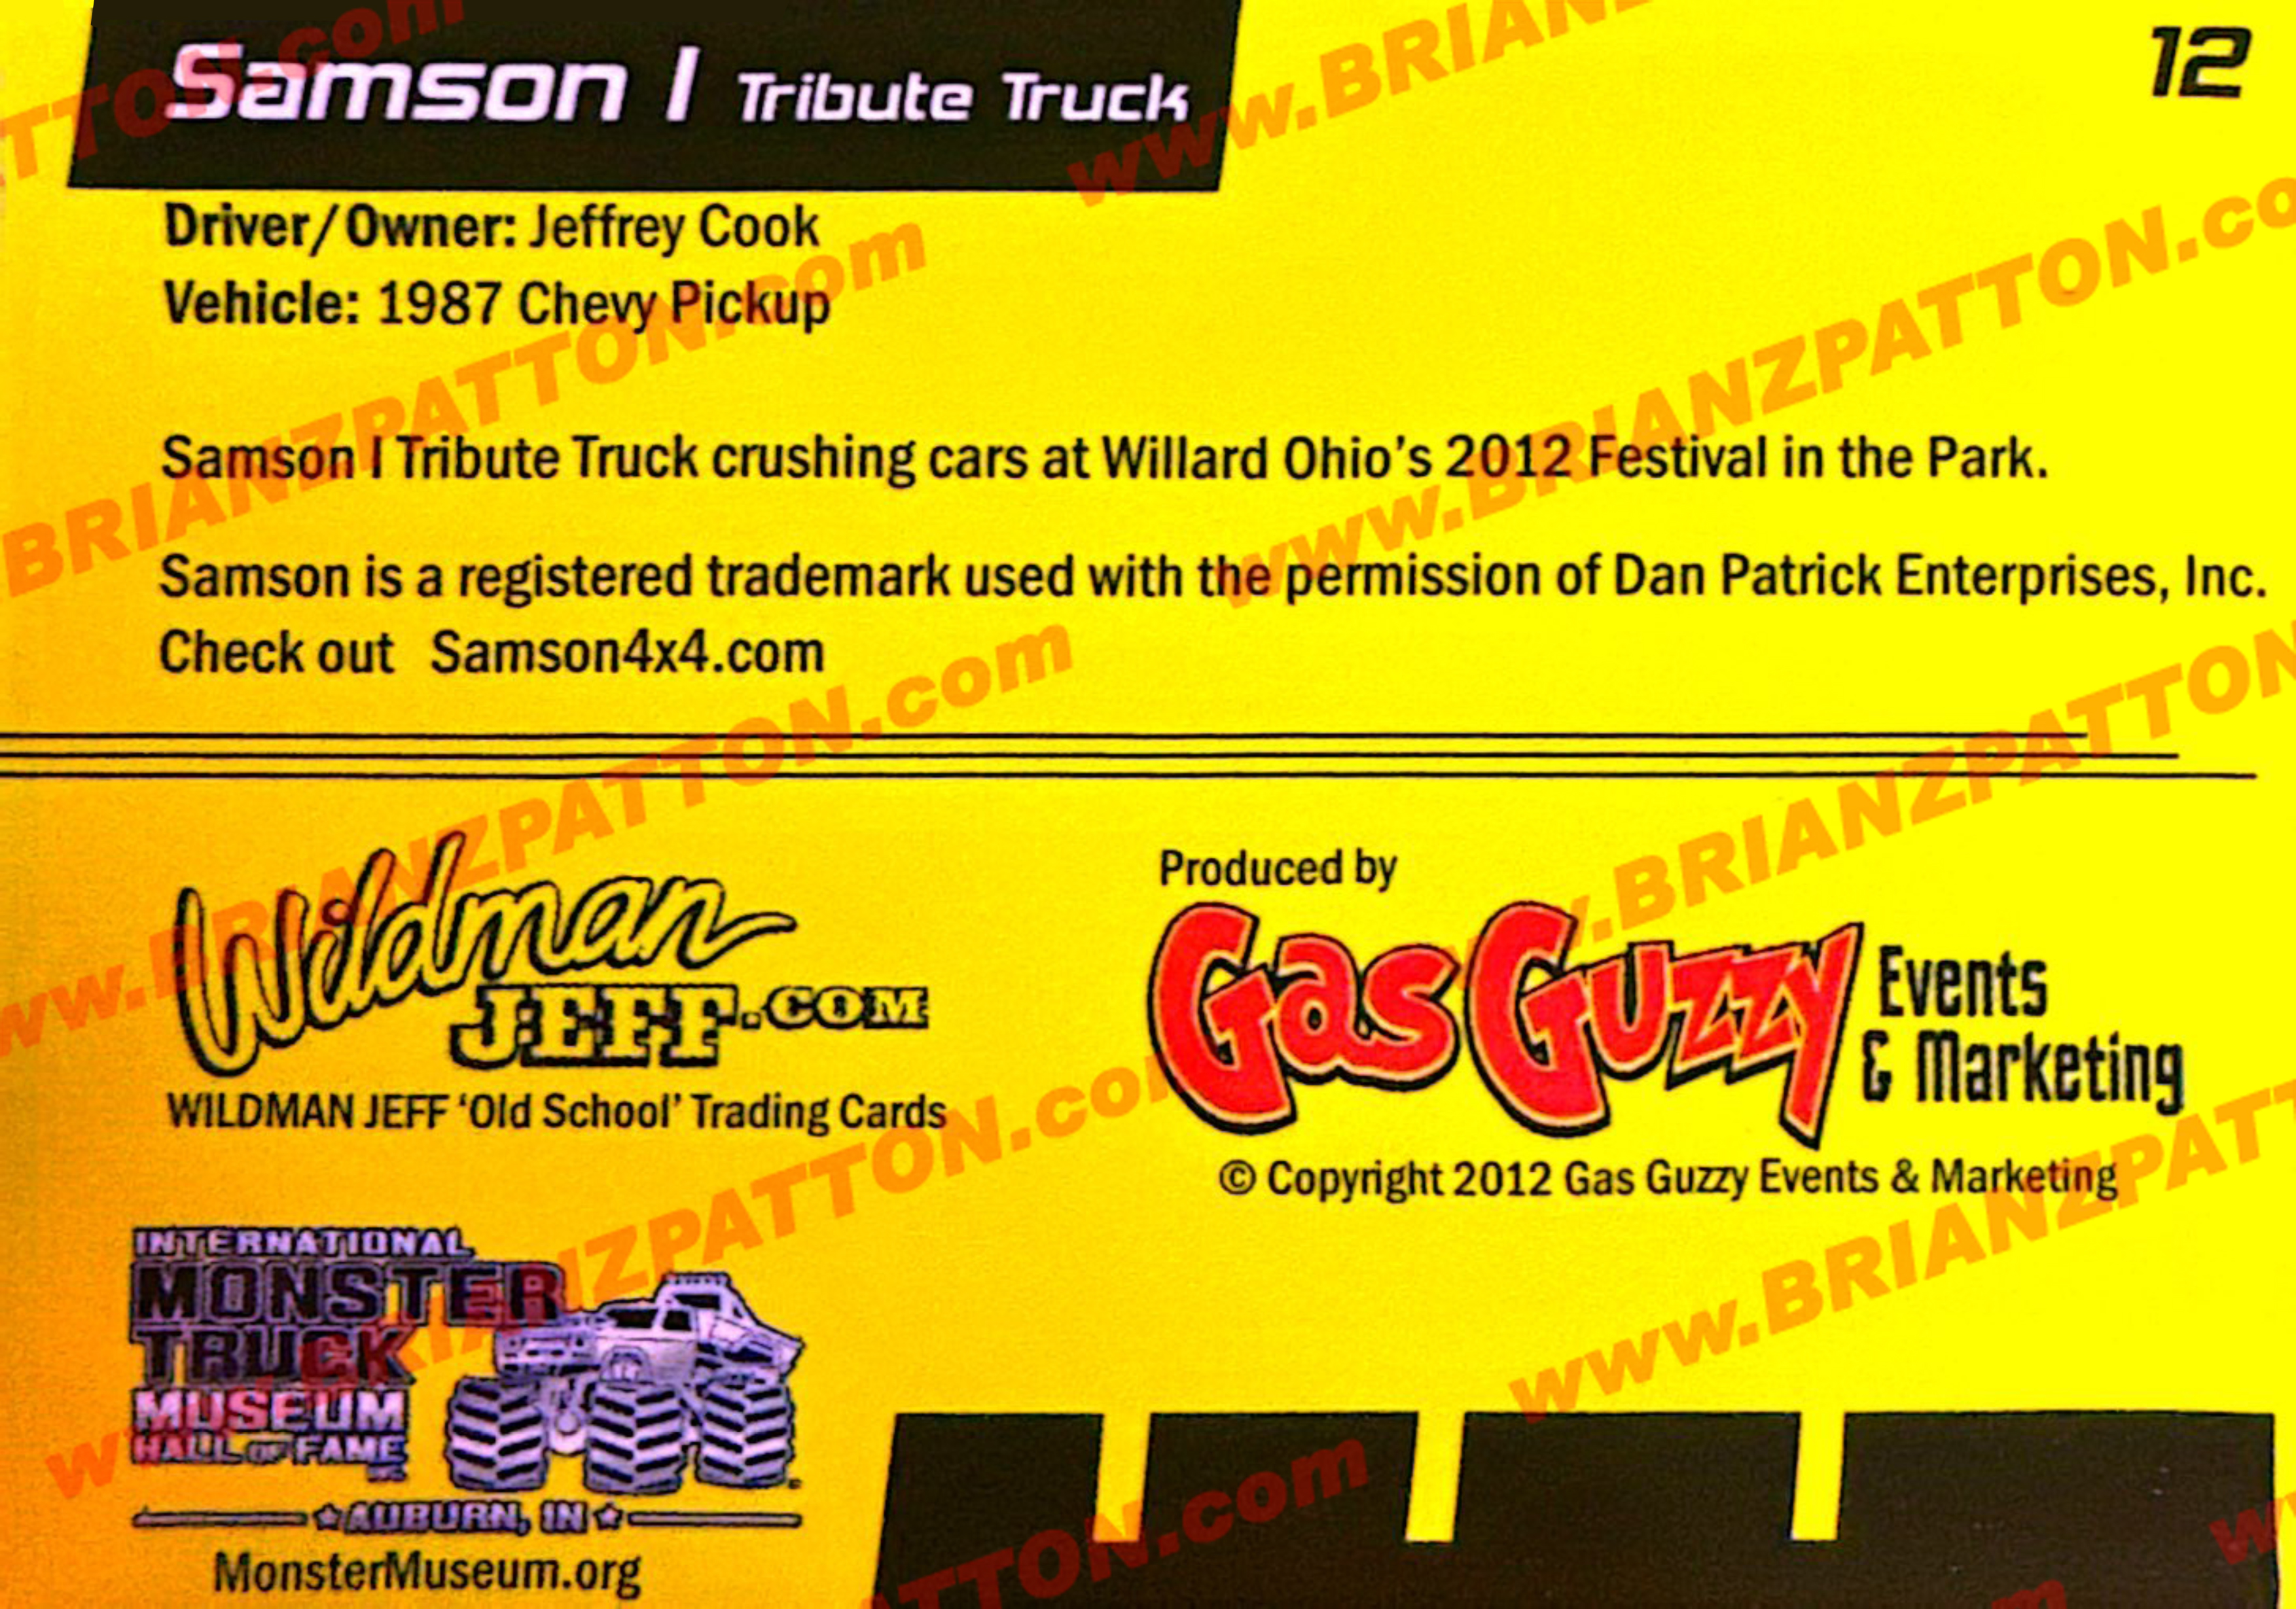 Samson I Tribute Truck
12
Driver/Owner: Jeffrey Cook
Vehicle: 1987 Chevy Pickup
Samson I Tribute Truck crushing cars at Willard Ohio's 2012 Festival in the Park.
Samson is a registered trademark used with the permission of Dan Patrick Enterprises, Inc.
Check out Samson4x4.com
Wildman
JEFF.COM
WILDMAN JEFF 'Old School' Trading Cards
Produced by
Gas Guzzy Events
& Marketing
© Copyright 2012 Gas Guzzy Events & Marketing
INTERNATIONAL
MONSTER
TRUCK
MUSEUM
HALL OF FAME
AUBURN, IN
MonsterMuseum.org
www.BRIANZPATTON.com